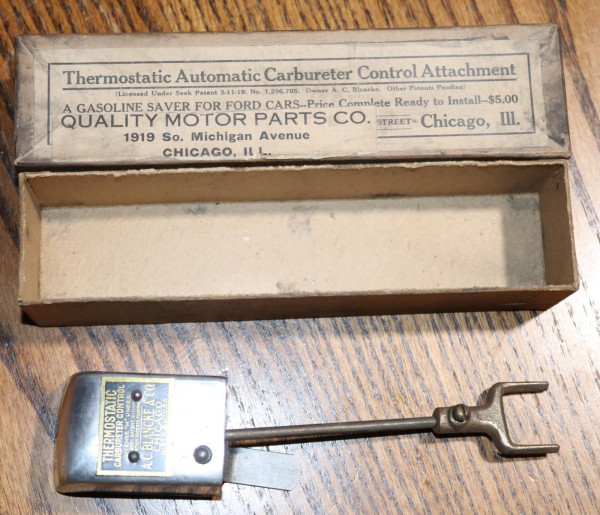 Thermostatic Automatic Carbureter Control Attachment
(Licensed Under Seek Patent 3-11-19, No. 1,296,705. Owner A. C. Blancke. Other Patents Pending)
A GASOLINE SAVER FOR FORD CARS--Price Complete Ready to Install--$5.00
QUALITY MOTOR PARTS CO. STREET Chicago, Ill.
1919 So. Michigan Avenue
CHICAGO, ILL.
THERMOSTATIC
CARBURETER CONTROL
A.C. BLANCKE & CO.
CHICAGO